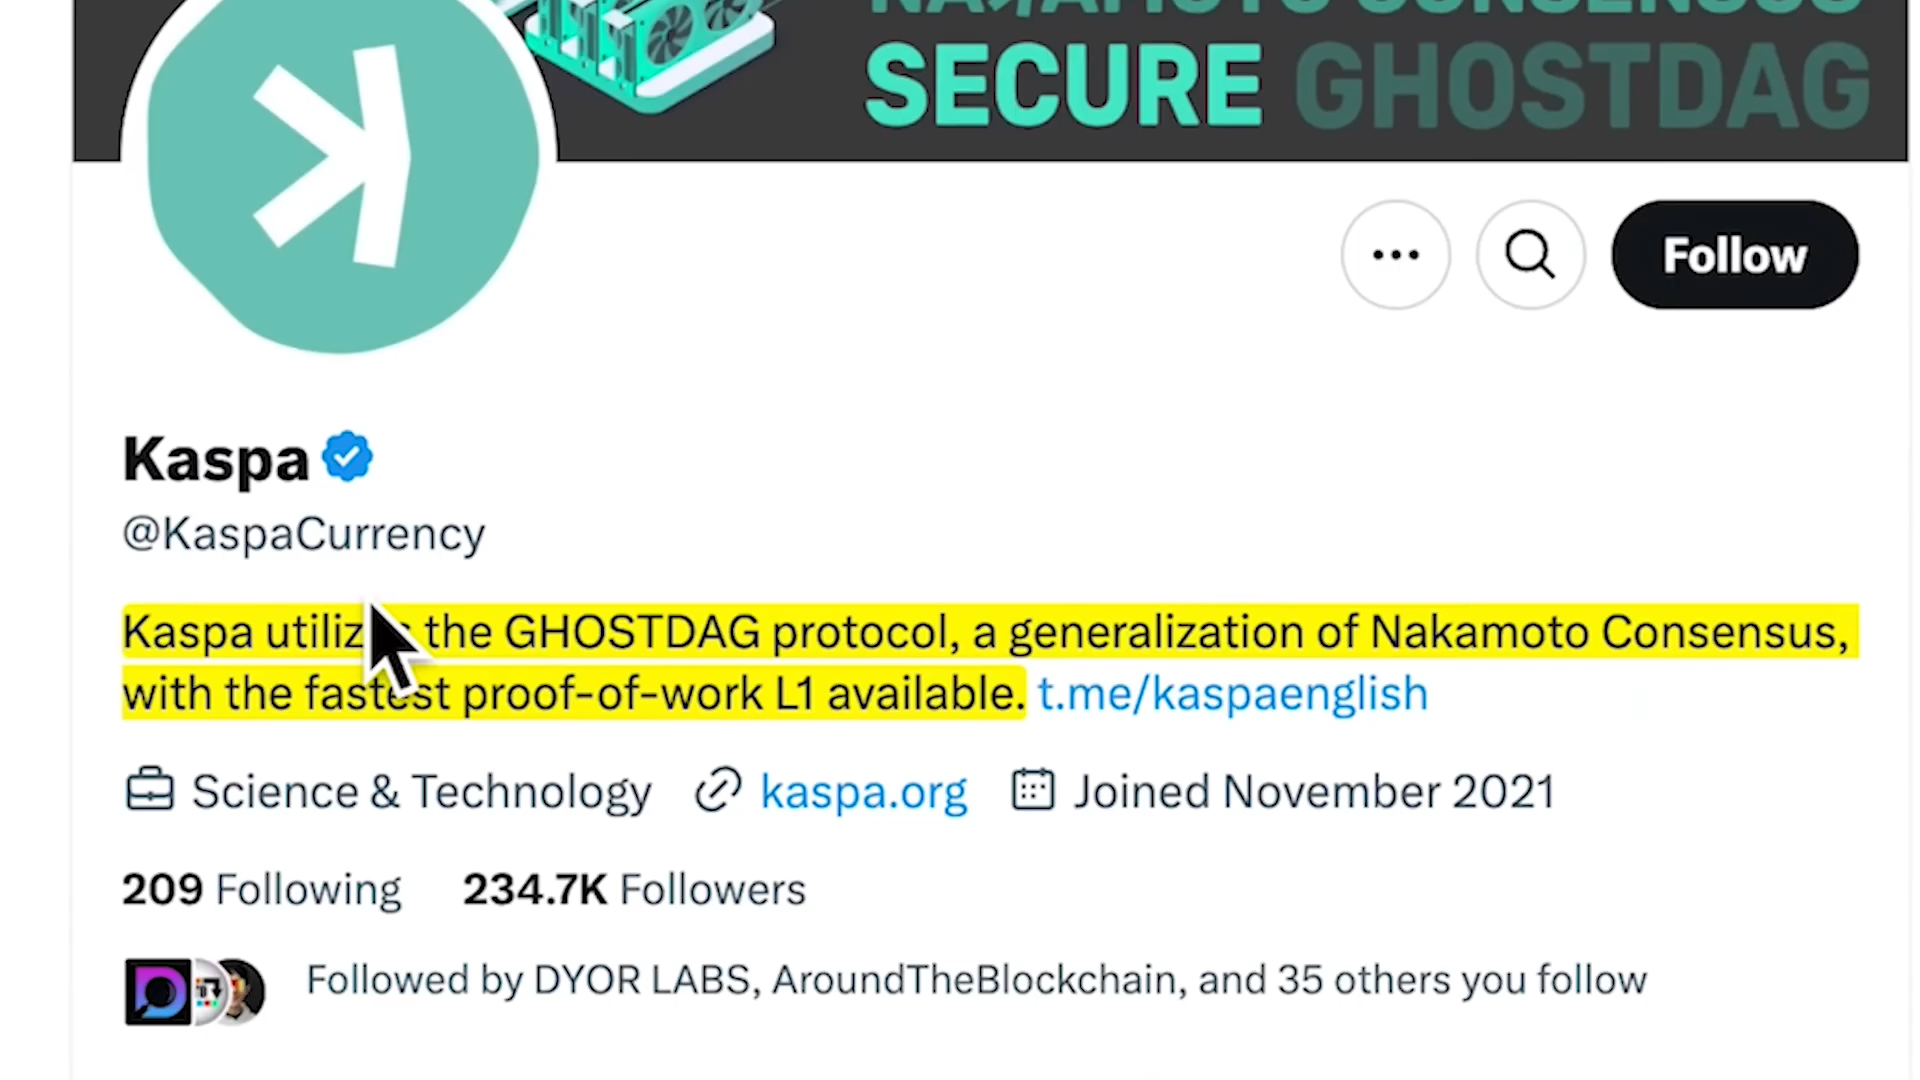 NAKAMOTO CONSENSUS
SECURE GHOSTDAG
Follow
Kaspa
@KaspaCurrency
Kaspa utilizes the GHOSTDAG protocol, a generalization of Nakamoto Consensus,
with the fastest proof-of-work L1 available. t.me/kaspaenglish
Science & Technology kaspa.org Joined November 2021
209 Following 234.7K Followers
Followed by DYOR LABS, AroundTheBlockchain, and 35 others you follow